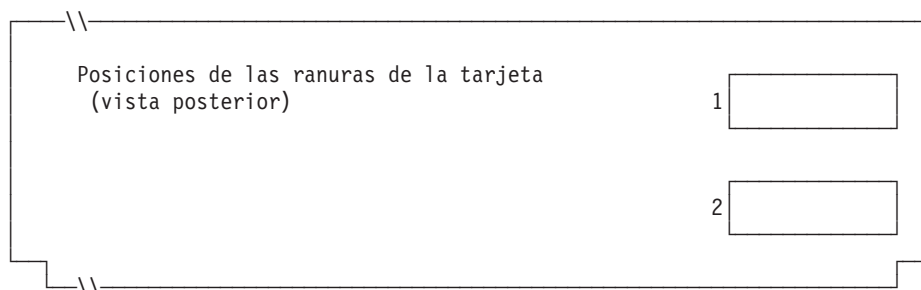 Posiciones de las ranuras de la tarjeta
(vista posterior)
1
2